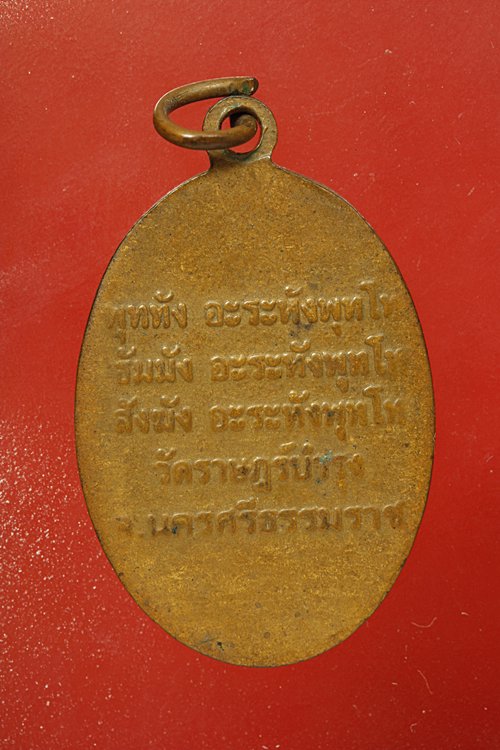 พุทธัง อะระหังพุทโท
ธัมมัง อะระหังพุทโท
สังฆัง อะระหังพุทโท
วัดราษฎร์บำรุง
จ.นครศรีธรรมราช